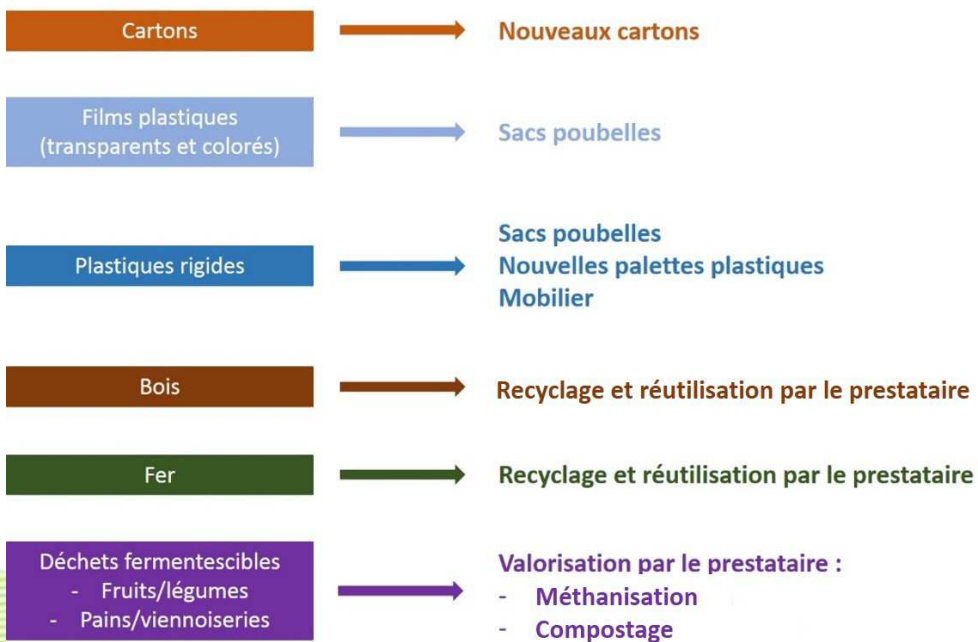 Cartons
Nouveaux cartons
Films plastiques
(transparents et colorés)
Sacs poubelles
Plastiques rigides
Sacs poubelles
Nouvelles palettes plastiques
Mobilier
Bois
Recyclage et réutilisation par le prestataire
Fer
Recyclage et réutilisation par le prestataire
Déchets fermentescibles
- Fruits/légumes
- Pains/viennoiseries
Valorisation par le prestataire :
- Méthanisation
- Compostage